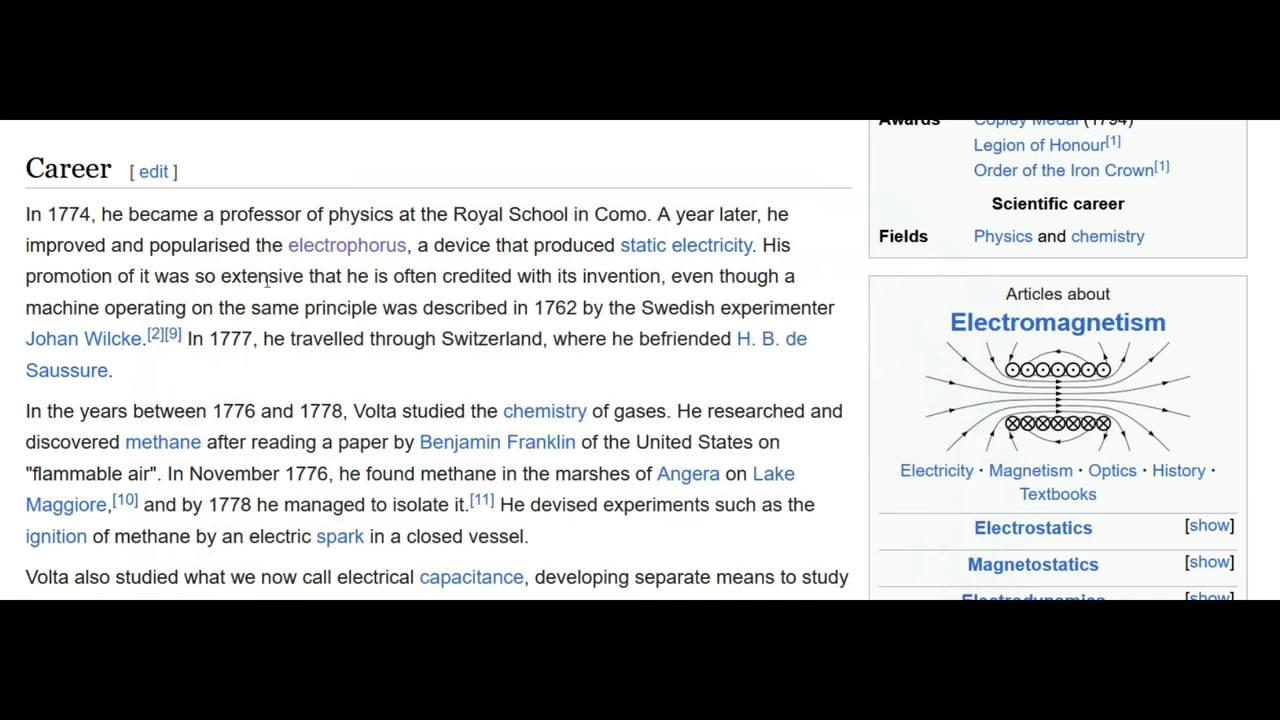 Career [ edit ]
In 1774, he became a professor of physics at the Royal School in Como. A year later, he
improved and popularised the electrophorus, a device that produced static electricity. His
promotion of it was so extensive that he is often credited with its invention, even though a
machine operating on the same principle was described in 1762 by the Swedish experimenter
Johan Wilcke.[2][9] In 1777, he travelled through Switzerland, where he befriended H. B. de
Saussure.
In the years between 1776 and 1778, Volta studied the chemistry of gases. He researched and
discovered methane after reading a paper by Benjamin Franklin of the United States on
"flammable air". In November 1776, he found methane in the marshes of Angera on Lake
Maggiore,[10] and by 1778 he managed to isolate it.[11] He devised experiments such as the
ignition of methane by an electric spark in a closed vessel.
Volta also studied what we now call electrical capacitance, developing separate means to study
Awards Copley Medal (1794)
Legion of Honour[1]
Order of the Iron Crown[1]
Scientific career
Fields Physics and chemistry
Articles about
Electromagnetism
Electricity · Magnetism · Optics · History ·
Textbooks
Electrostatics [show]
Magnetostatics [show]
Electrodynamics [show]